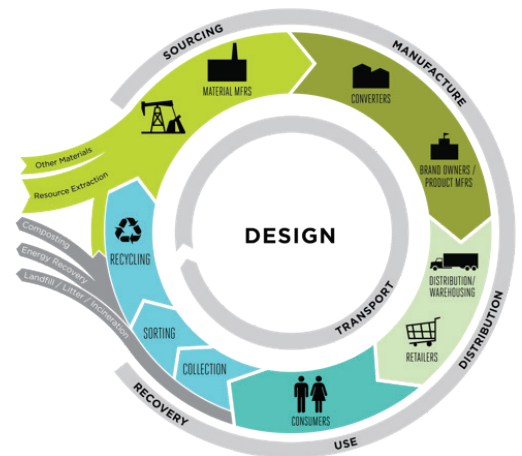 SOURCING
MANUFACTURE
MATERIAL MFRS
CONVERTERS
Other Materials
Resource Extraction
BRAND OWNERS /
PRODUCT MFRS
Composting
Energy Recovery
Landfill / Litter / Incineration
RECYCLING
DESIGN
DISTRIBUTION/
WAREHOUSING
TRANSPORT
SORTING
RETAILERS
DISTRIBUTION
COLLECTION
CONSUMERS
RECOVERY
USE